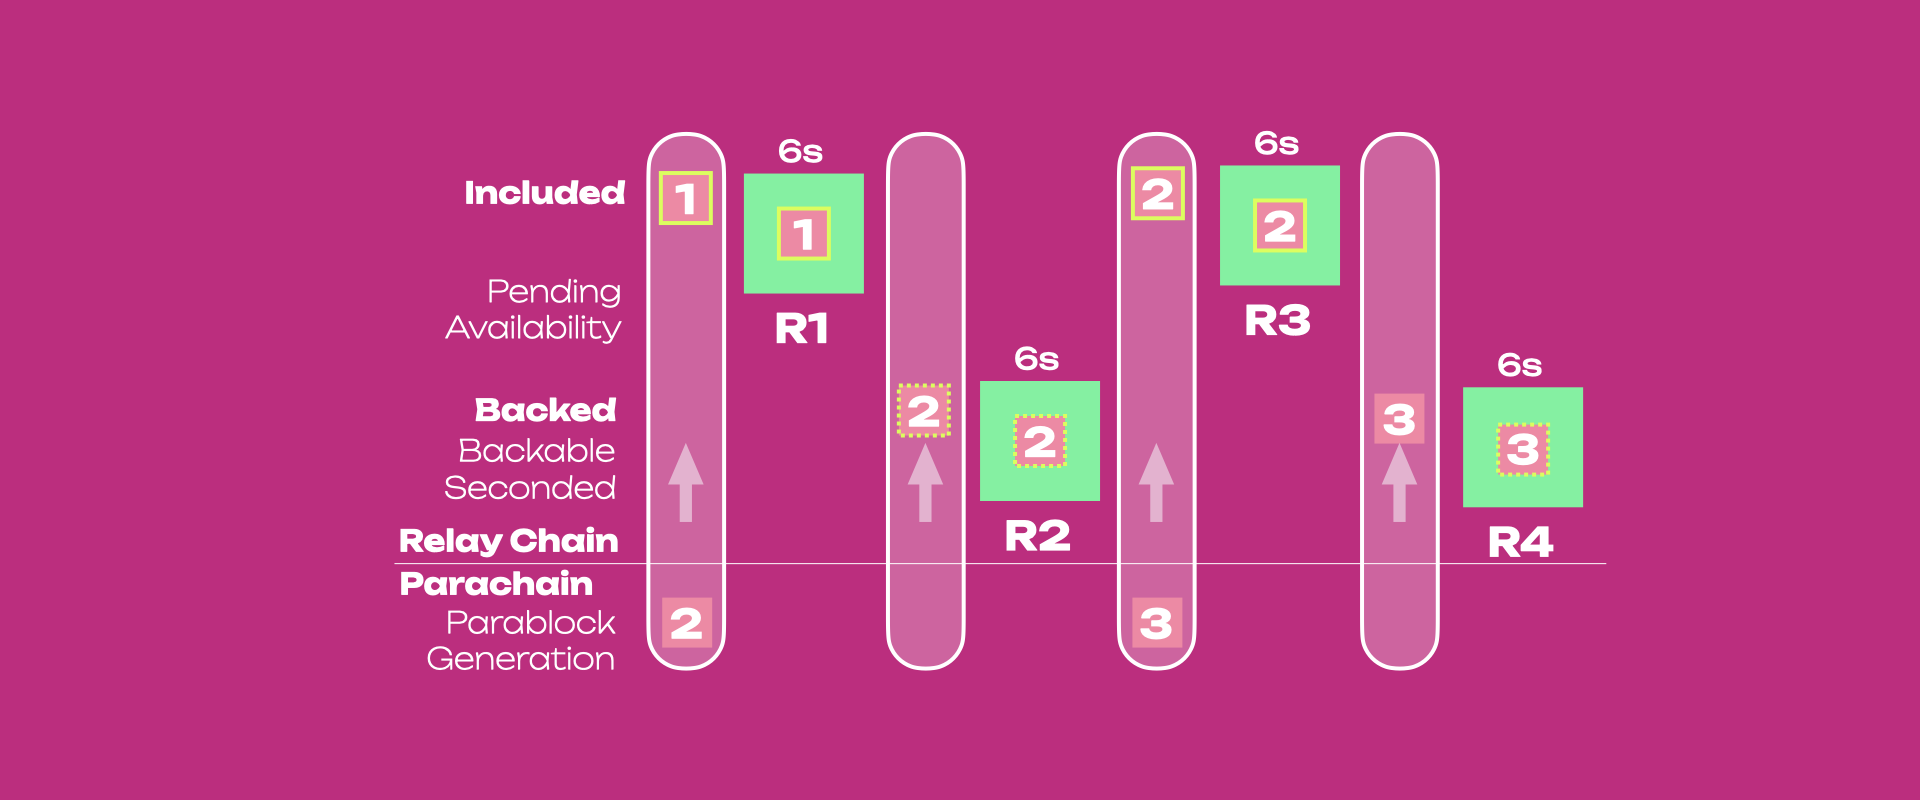 Included
Pending
Availability
Backed
Backable
Seconded
Relay Chain
Parachain
Parablock
Generation
1
2
6s
1
R1
2
6s
2
R2
2
3
6s
2
R3
3
6s
3
R4